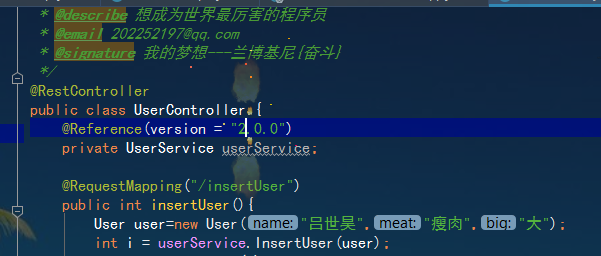 * @describe 想成为世界最厉害的程序员
* @email 202252197@qq.com
* @signature 我的梦想---兰博基尼{奋斗}
*/
@RestController
public class UserController {
@Reference(version = "2.0.0")
private UserService userService;
@RequestMapping("/insertUser")
public int insertUser(){
User user=new User( name: "吕世昊", meat: "瘦肉", big: "大");
int i = userService.InsertUser(user);